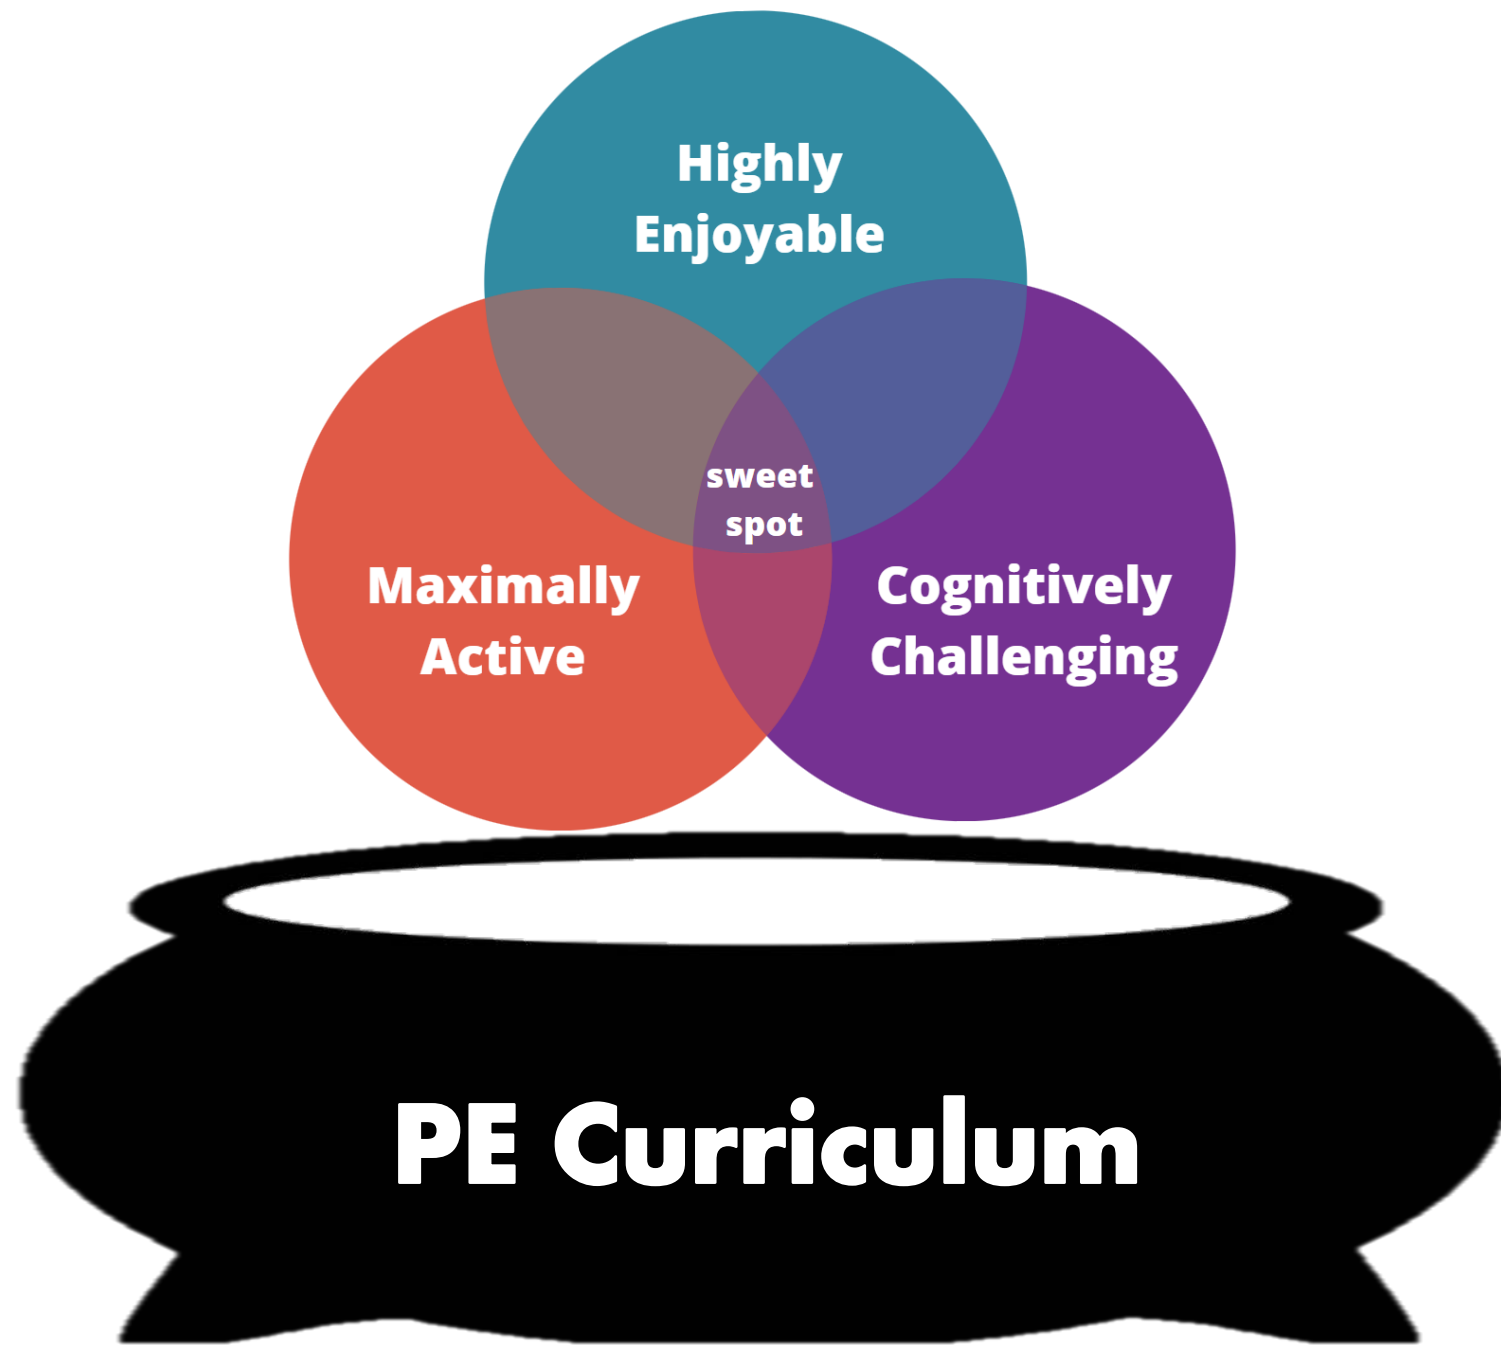 Highly
Enjoyable
sweet
spot
Maximally
Active
Cognitively
Challenging
PE Curriculum